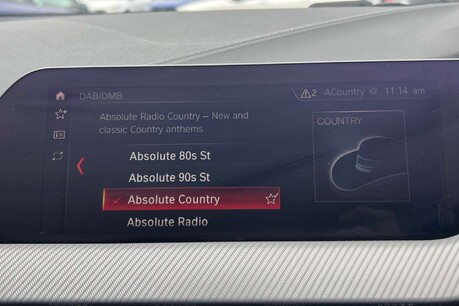 DAB/DMB
2 ACountry 11:14 am
Absolute Radio Country – New and
classic Country anthems
COUNTRY
Absolute 80s St
Absolute 90s St
Absolute Country
Absolute Radio